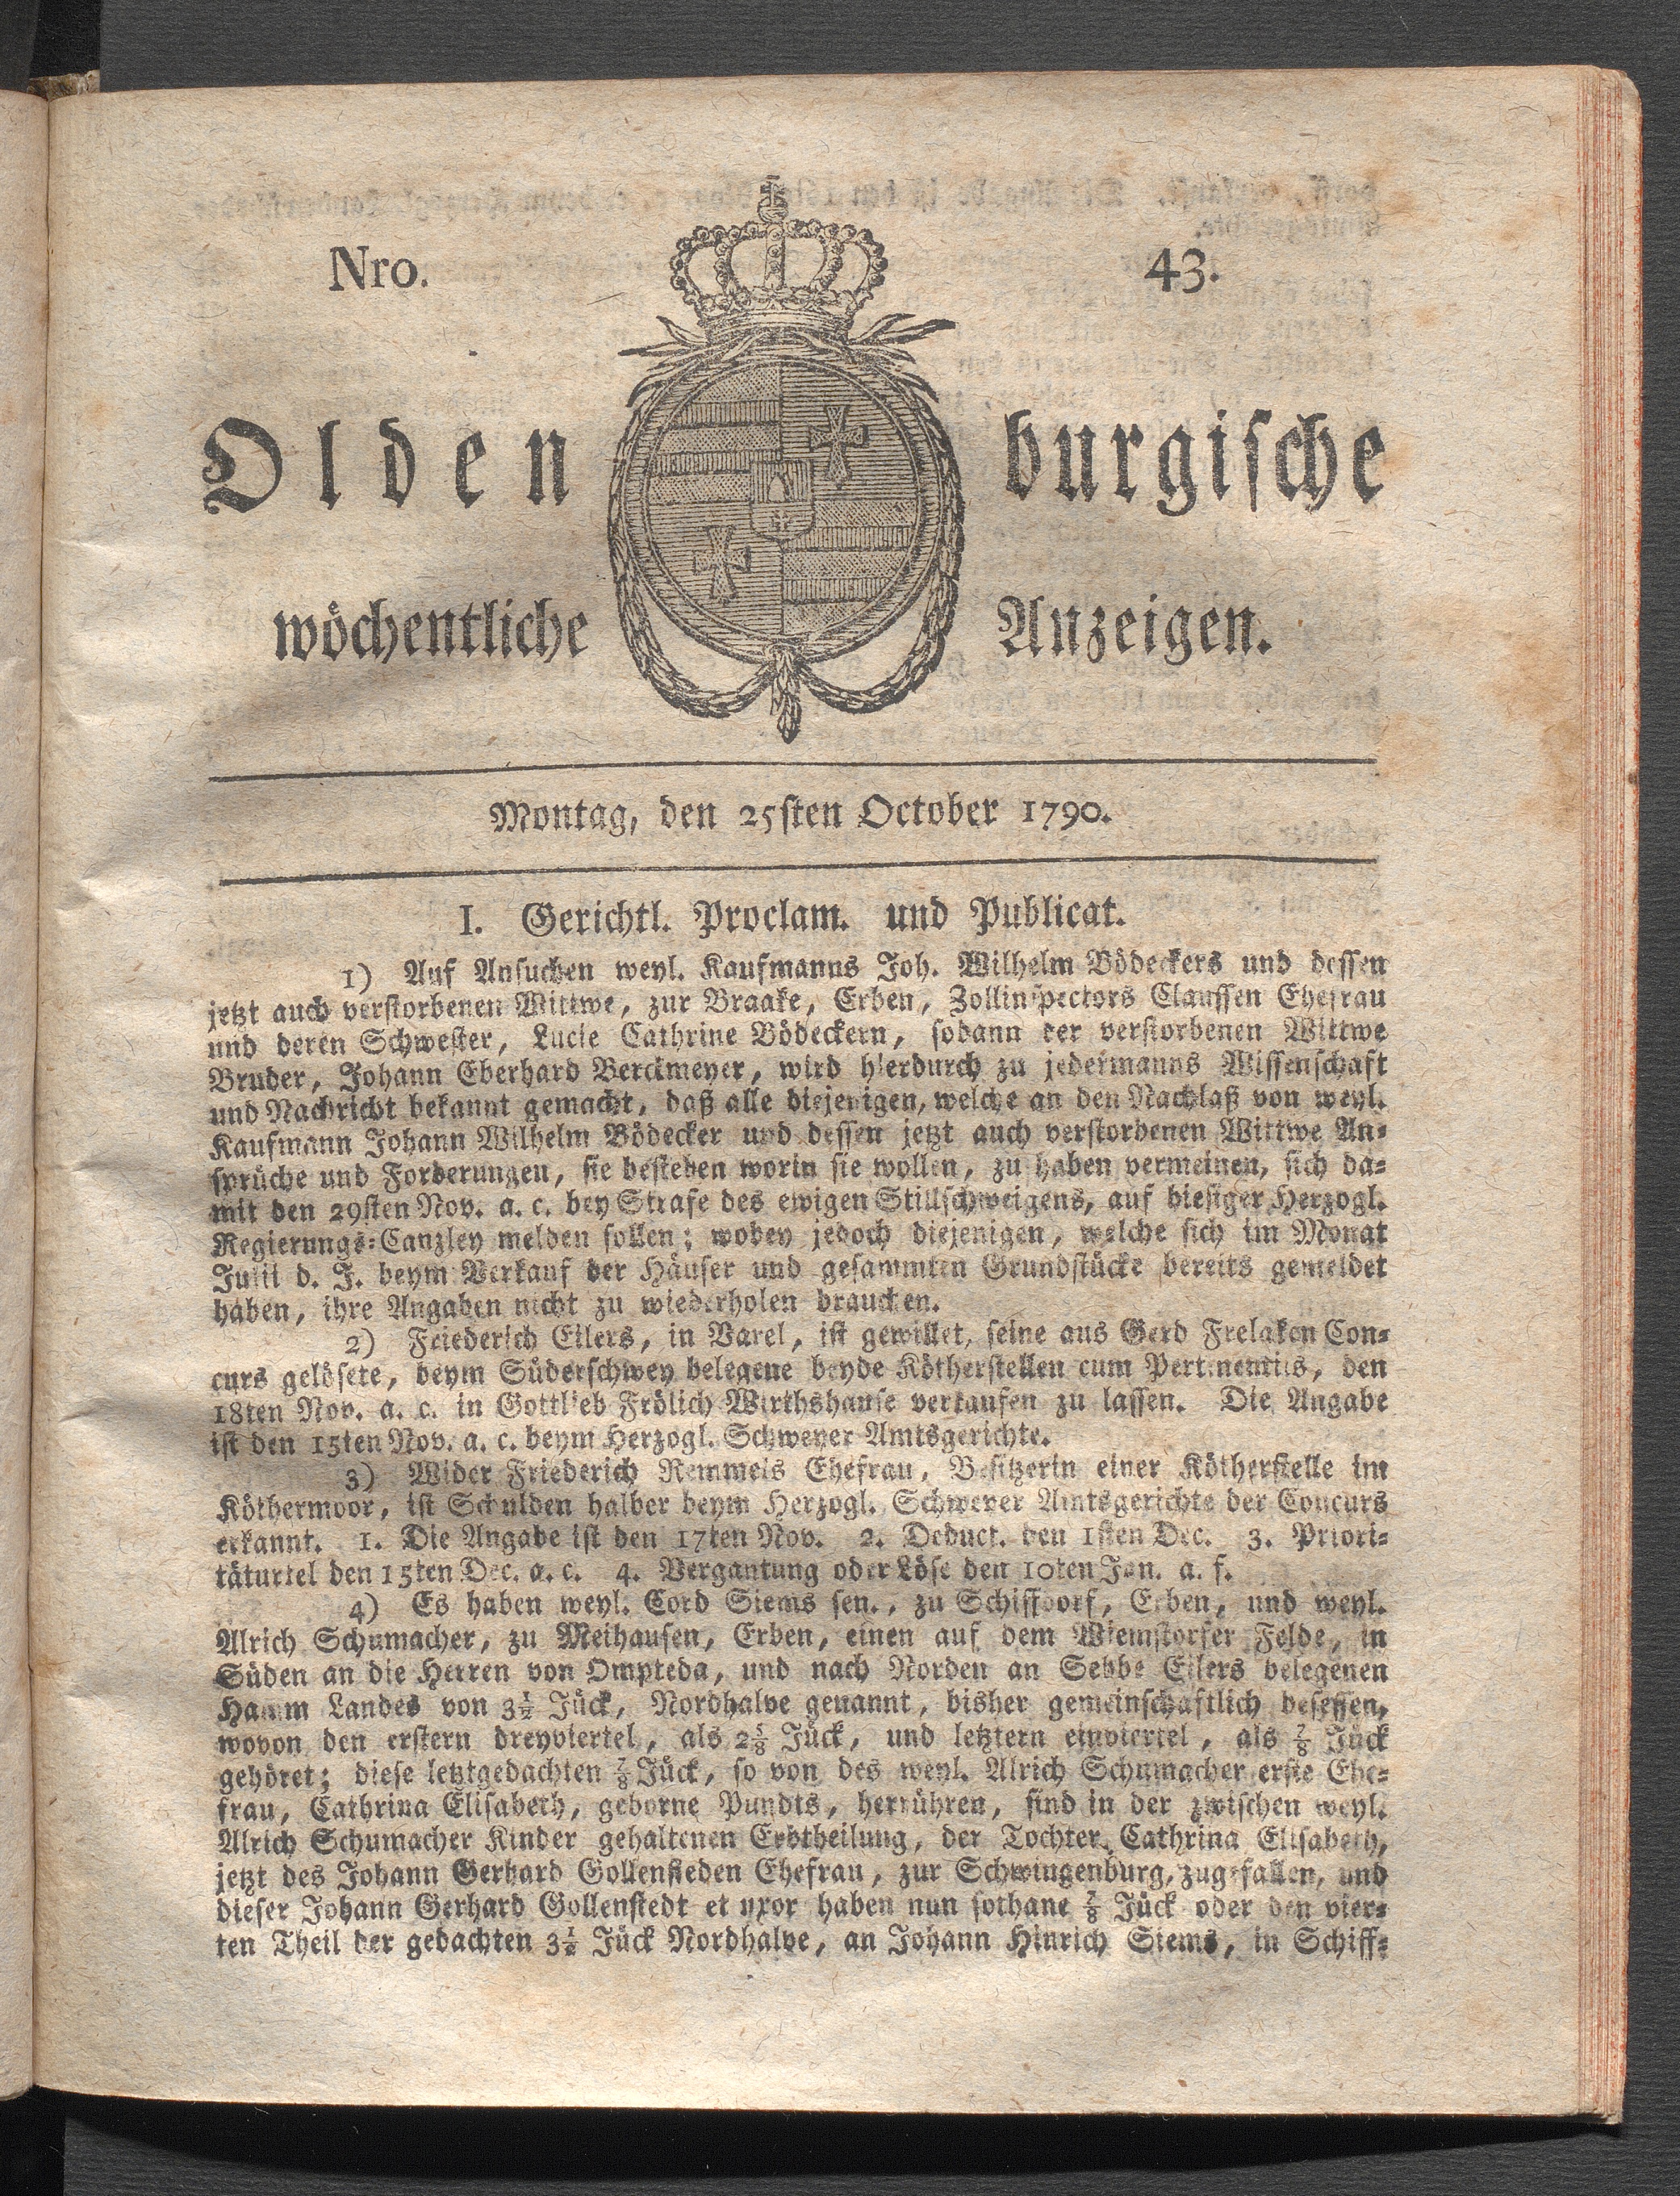 Nro. 43.
Oldenburgische
wöchentliche Anzeigen.
Montag, den 25sten October 1790.
I. Gerichtl. Proclam. und Publicat.
1) Auf Ansuchen weyl. Kaufmanns Joh. Wilhelm Bödeckers und dessen
jetzt auch verstorbenen Wittwe, zur Braake, Erben, Zollinspectors Claussen Ehefrau
und deren Schwester, Lucie Cathrine Bödeckern, sodann der verstorbenen Wittwe
Bruder, Johann Eberhard Berckmeyer, wird hierdurch zu jedermanns Wissenschaft
und Nachricht bekannt gemacht, daß alle diejenigen, welche an den Nachlaß von weyl.
Kaufmann Johann Wilhelm Bödecker und dessen jetzt auch verstorbenen Wittwe An-
sprüche und Forderungen, sie bestehen worin sie wollen, zu haben vermeinen, sich da-
mit den 29sten Nov. a. c. bey Strafe des ewigen Stillschweigens, auf hiesiger Herzogl.
Regierungs-Canzley melden sollen; wobey jedoch diejenigen, welche sich im Monat
Julii d. J. beym Verkauf der Häuser und gesammten Grundstücke bereits gemeldet
haben, ihre Angaben nicht zu wiederholen brauchen.
2) Friederich Eilers, in Varel, ist gewillet, seine aus Gerd Frelaken Con-
curs gelösete, beym Süderschwey belegene beyde Kötherstellen cum Pertinentiis, den
18ten Nov. a. c. in Gottlieb Frölich Wirthshause verkaufen zu lassen. Die Angabe
ist den 15ten Nov. a. c. beym Herzogl. Schweyer Amtsgerichte.
3) Wider Friederich Remmels Ehefrau, Besitzerin einer Kötherstelle im
Köthermoor, ist Schulden halber beym Herzogl. Schweyer Amtsgerichte der Concurs
erkannt. 1. Die Angabe ist den 17ten Nov. 2. Deduct. den 1sten Dec. 3. Priori-
täturtel den 15ten Dec. a. c. 4. Vergantung oder Löse den 10ten Jan. a. f.
4) Es haben weyl. Cord Siems sen., zu Schiffdorf, Erben, und weyl.
Alrich Schumacher, zu Meihausen, Erben, einen auf dem Wiemstorfer Felde, in
Süden an die Herren von Ompteda, und nach Norden an Sebbe Eilers belegenen
Hamm Landes von 3½ Jück, Nordhalve genannt, bisher gemeinschaftlich besessen,
wovon den erstern dreyviertel, als 2⅝ Jück, und letztern einviertel, als ⅞ Jück
gehöret; diese letztgedachten ⅞ Jück, so von des weyl. Alrich Schumacher erste Ehe-
frau, Cathrina Elisabeth, geborne Pundts, herrühren, sind in der zwischen weyl.
Alrich Schumacher Kinder gehaltenen Erbtheilung, der Tochter, Cathrina Elisabeth,
jetzt des Johann Gerhard Gollensteden Ehefrau, zur Schwingenburg, zugefallen, und
dieser Johann Gerhard Gollenstedt et uxor haben nun sothane ⅞ Jück oder den vier-
ten Theil der gedachten 3½ Jück Nordhalve, an Johann Hinrich Siems, in Schiff-